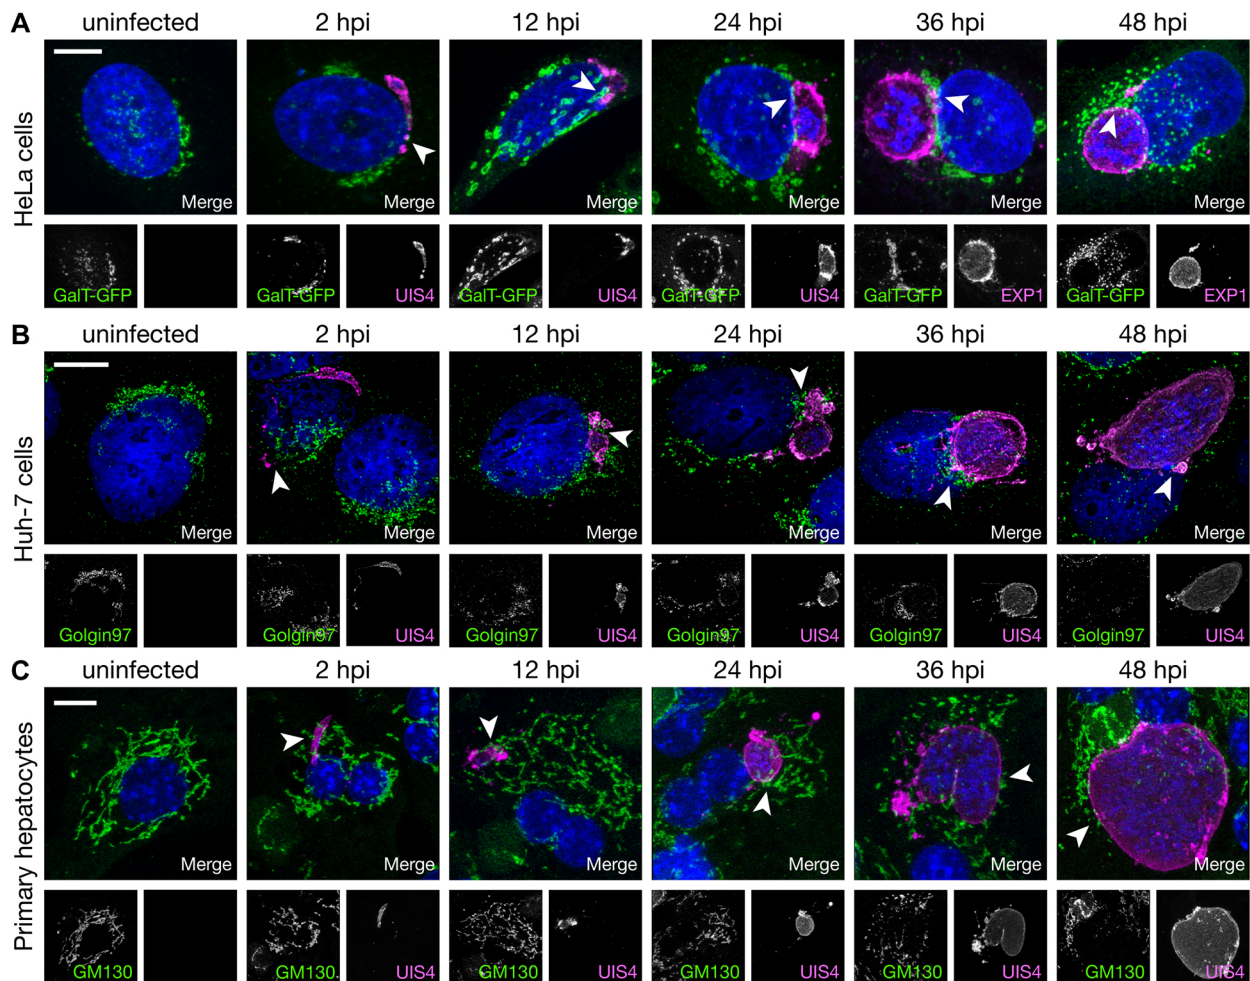 A
uninfected 2 hpi 12 hpi 24 hpi 36 hpi 48 hpi
HeLa cells
Merge Merge Merge Merge Merge Merge
GalT-GFP GalT-GFP UIS4 GalT-GFP UIS4 GalT-GFP UIS4 GalT-GFP EXP1 GalT-GFP EXP1
B
uninfected 2 hpi 12 hpi 24 hpi 36 hpi 48 hpi
Huh-7 cells
Merge Merge Merge Merge Merge Merge
Golgin97 Golgin97 UIS4 Golgin97 UIS4 Golgin97 UIS4 Golgin97 UIS4 Golgin97 UIS4
C
uninfected 2 hpi 12 hpi 24 hpi 36 hpi 48 hpi
Primary hepatocytes
Merge Merge Merge Merge Merge Merge
GM130 GM130 UIS4 GM130 UIS4 GM130 UIS4 GM130 UIS4 GM130 UIS4